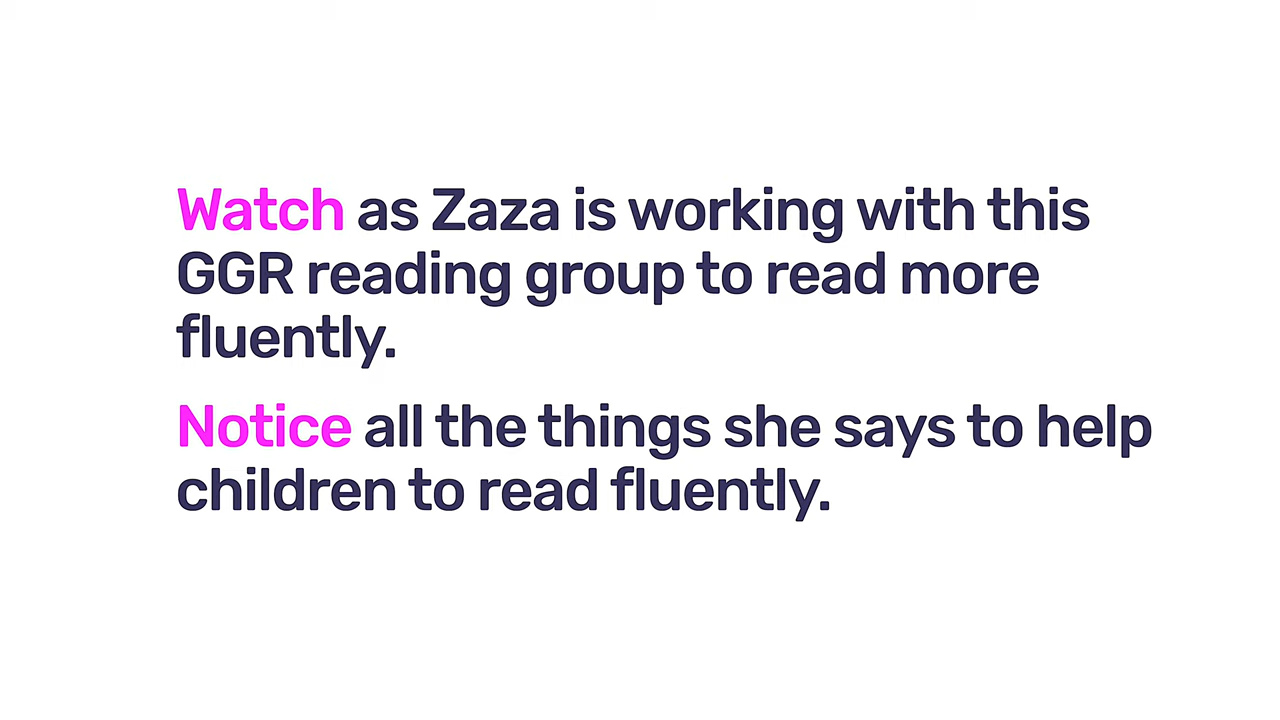 Watch as Zaza is working with this
GGR reading group to read more
fluently.
Notice all the things she says to help
children to read fluently.